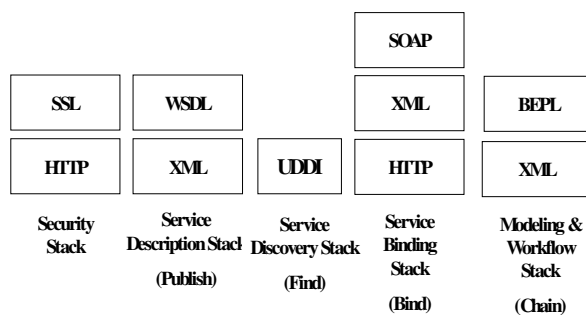 SOAP
SSL WSDL XML BEPL
HTTP XML UDDI HTTP XML
Security
Stack
Service
Description Stack
(Publish)
Service
Discovery Stack
(Find)
Service
Binding
Stack
(Bind)
Modeling &
Workflow
Stack
(Chain)